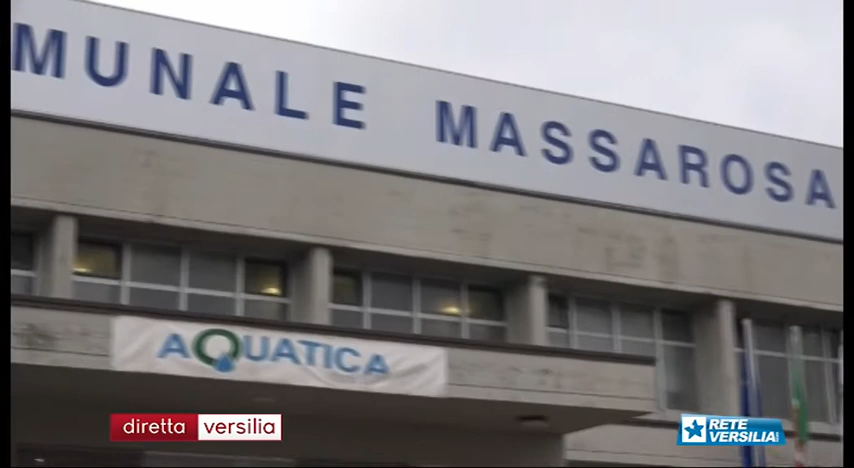 MUNALE MASSAROSA
AQUATICA
diretta versilia
RETE
VERSILIA